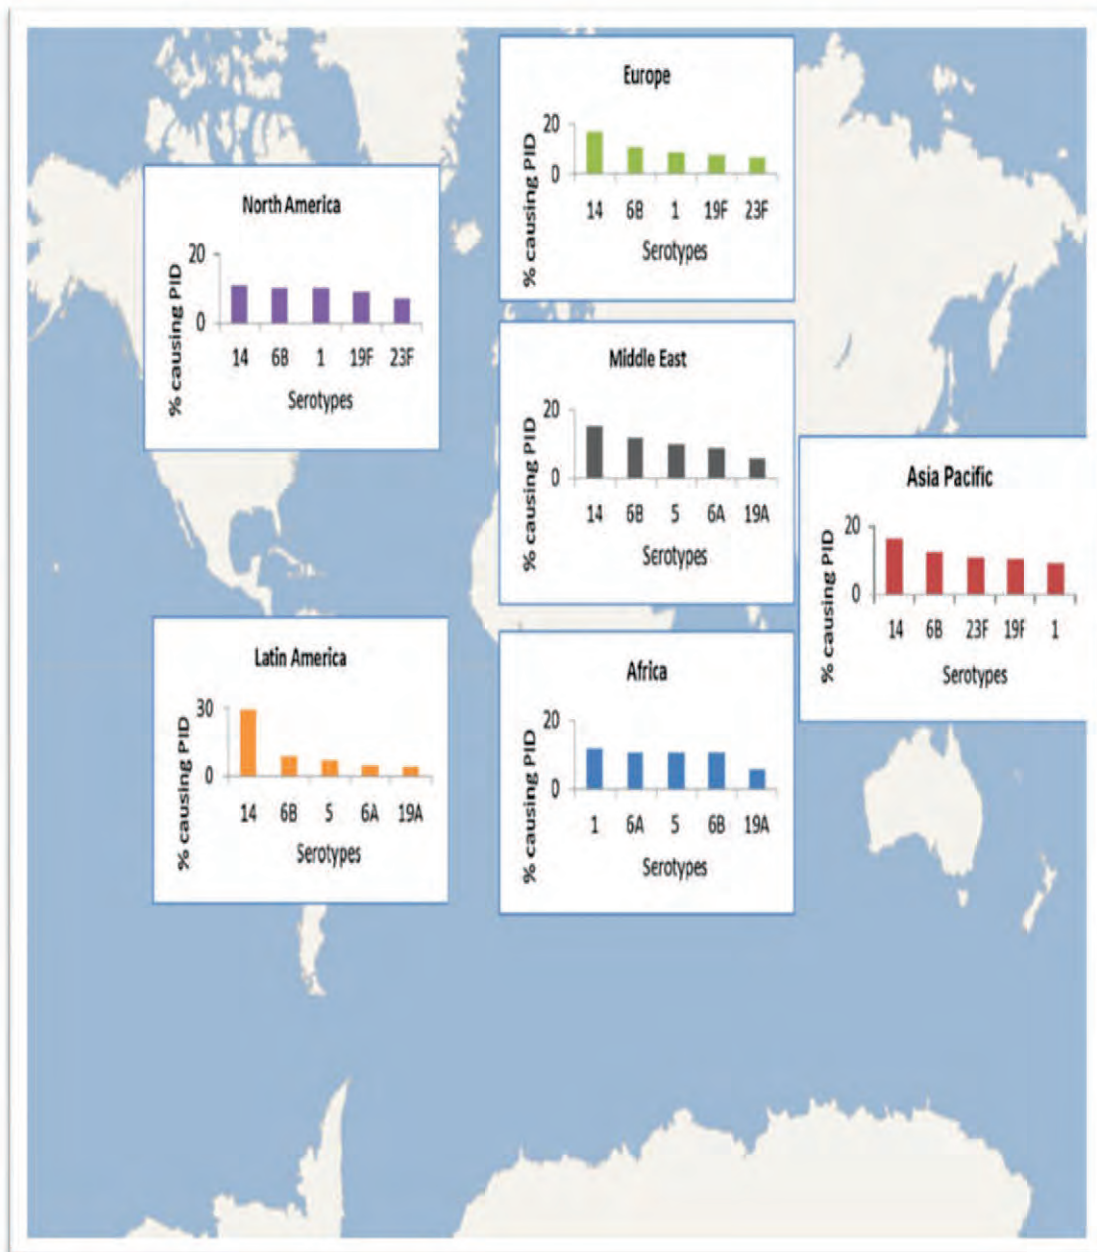 Europe
% causing PID
20
0
14 6B 1 19F 23F
Serotypes
North America
% causing PID
20
0
14 6B 1 19F 23F
Serotypes
Middle East
% causing PID
20
0
14 6B 5 6A 19A
Serotypes
Asia Pacific
% causing PID
20
0
14 6B 23F 19F 1
Serotypes
Latin America
% causing PID
30
0
14 6B 5 6A 19A
Serotypes
Africa
% causing PID
20
0
1 6A 5 6B 19A
Serotypes